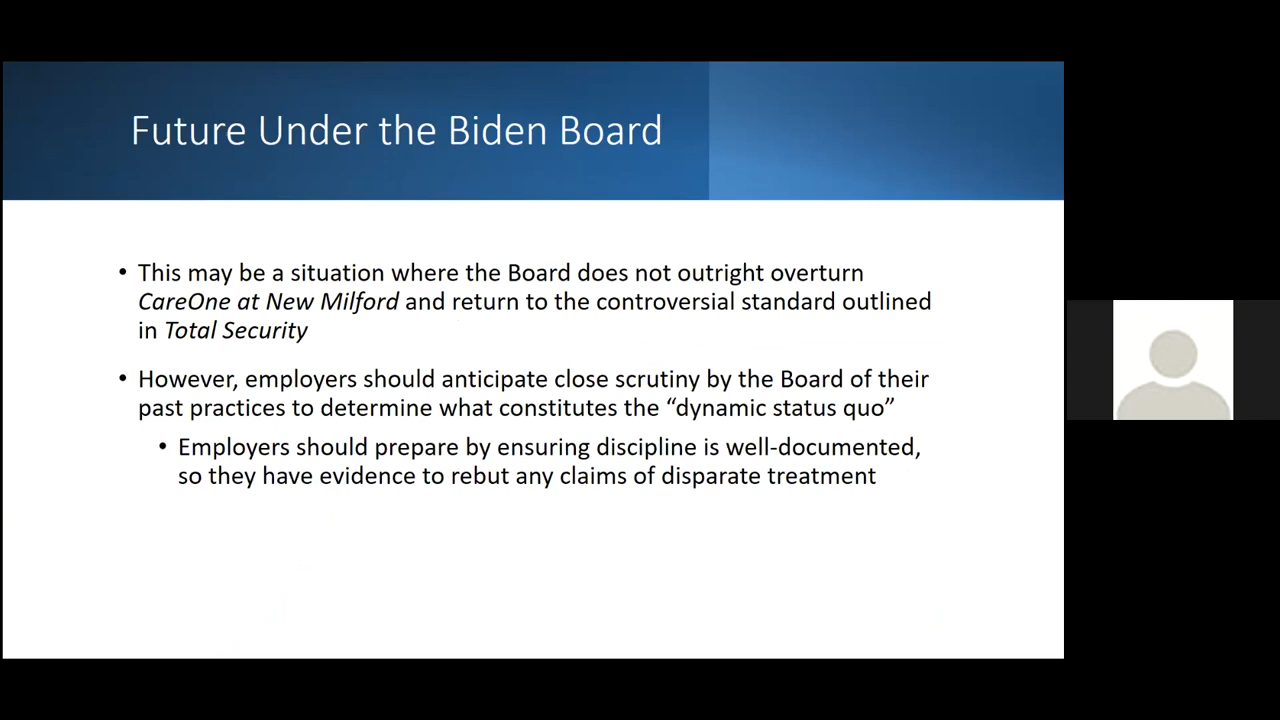 Future Under the Biden Board
• This may be a situation where the Board does not outright overturn
CareOne at New Milford and return to the controversial standard outlined
in Total Security
• However, employers should anticipate close scrutiny by the Board of their
past practices to determine what constitutes the “dynamic status quo”
• Employers should prepare by ensuring discipline is well-documented,
so they have evidence to rebut any claims of disparate treatment